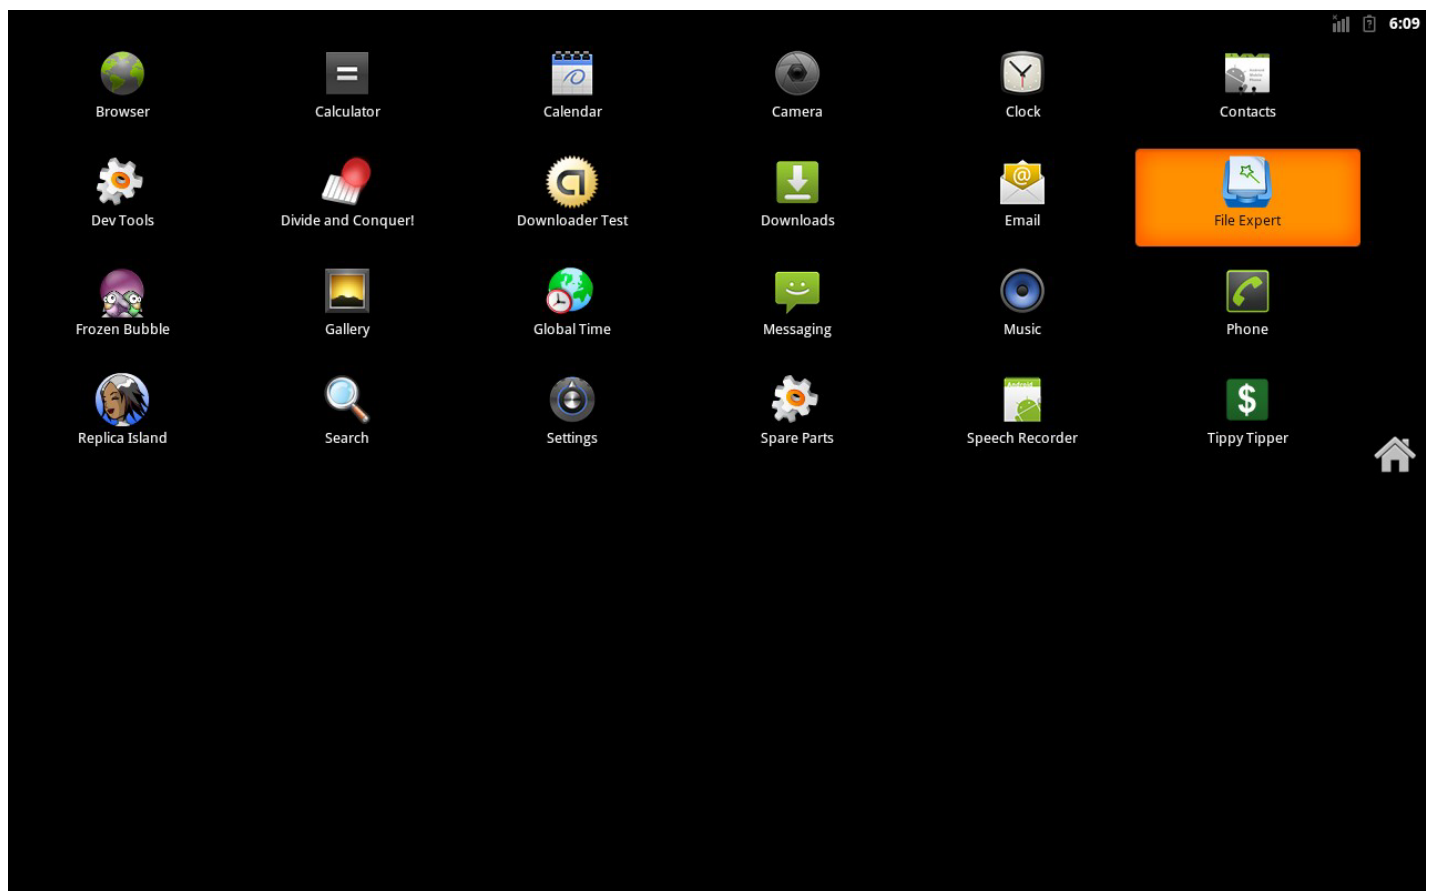 6:09
Browser Calculator Calendar Camera Clock Contacts
Dev Tools Divide and Conquer! Downloader Test Downloads Email File Expert
Frozen Bubble Gallery Global Time Messaging Music Phone
Replica Island Search Settings Spare Parts Speech Recorder Tippy Tipper